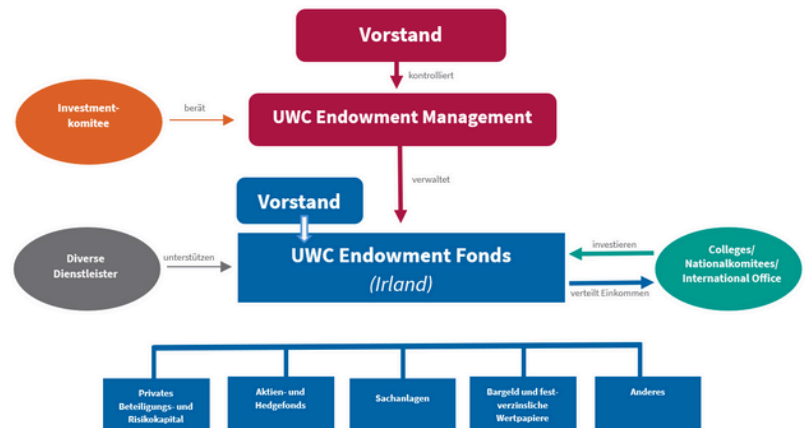 Vorstand
kontrolliert
Investment-
komitee
berät
UWC Endowment Management
verwaltet
Vorstand
Diverse
Dienstleister
unterstützen
UWC Endowment Fonds
(Irland)
investieren
verteilt Einkommen
Colleges/
Nationalkomitees/
International Office
Privates
Beteiligungs- und
Risikokapital
Aktien- und
Hedgefonds
Sachanlagen
Bargeld und fest-
verzinsliche
Wertpapiere
Anderes